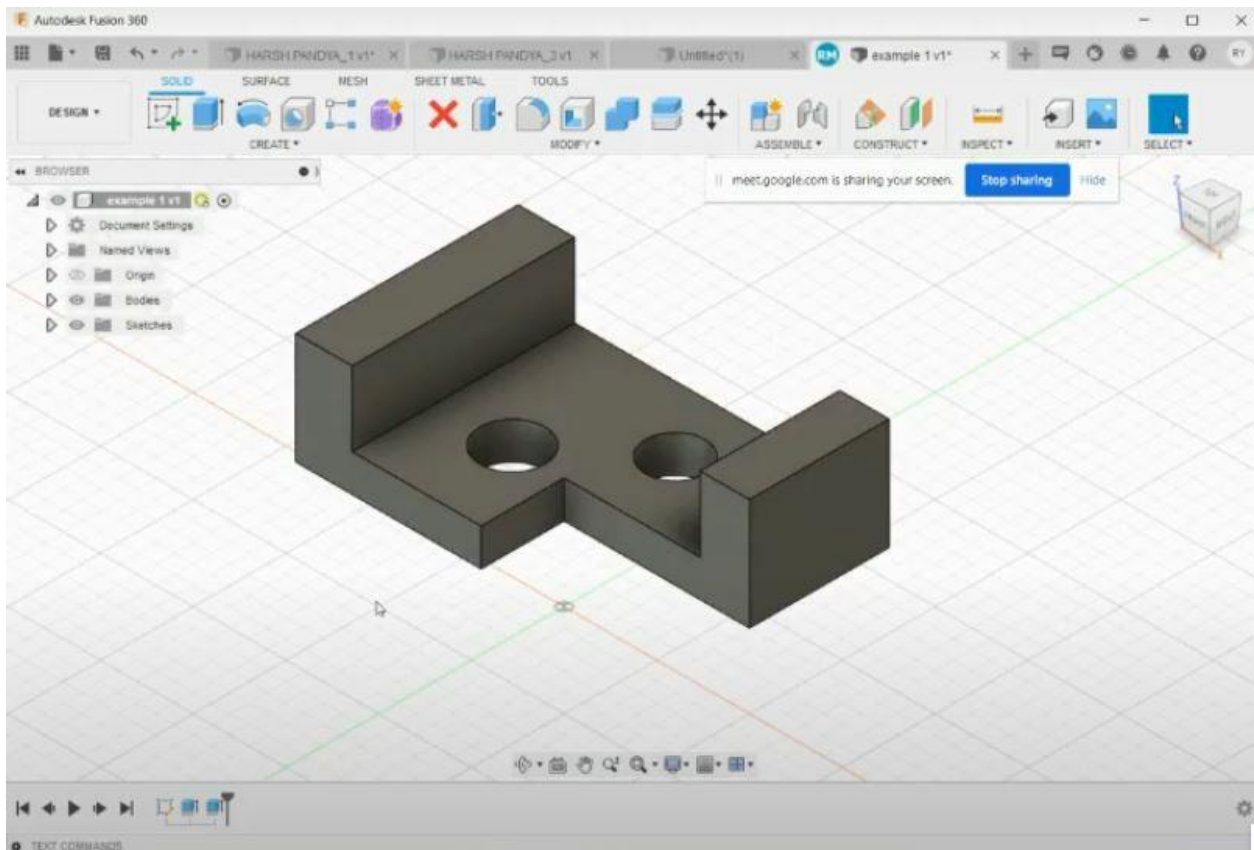 Autodesk Fusion 360
HARSH PANDYA_1 v1* HARSH PANDYA_3 v1 Untitled*(1) RM example 1 v1* RY
SOLID SURFACE MESH SHEET METAL TOOLS
DESIGN
CREATE MODIFY ASSEMBLE CONSTRUCT INSPECT INSERT SELECT
BROWSER
meet.google.com is sharing your screen. Stop sharing Hide
example 1 v1
Document Settings
Named Views
Origin
Bodies
Sketches
Z
X
TEXT COMMANDS